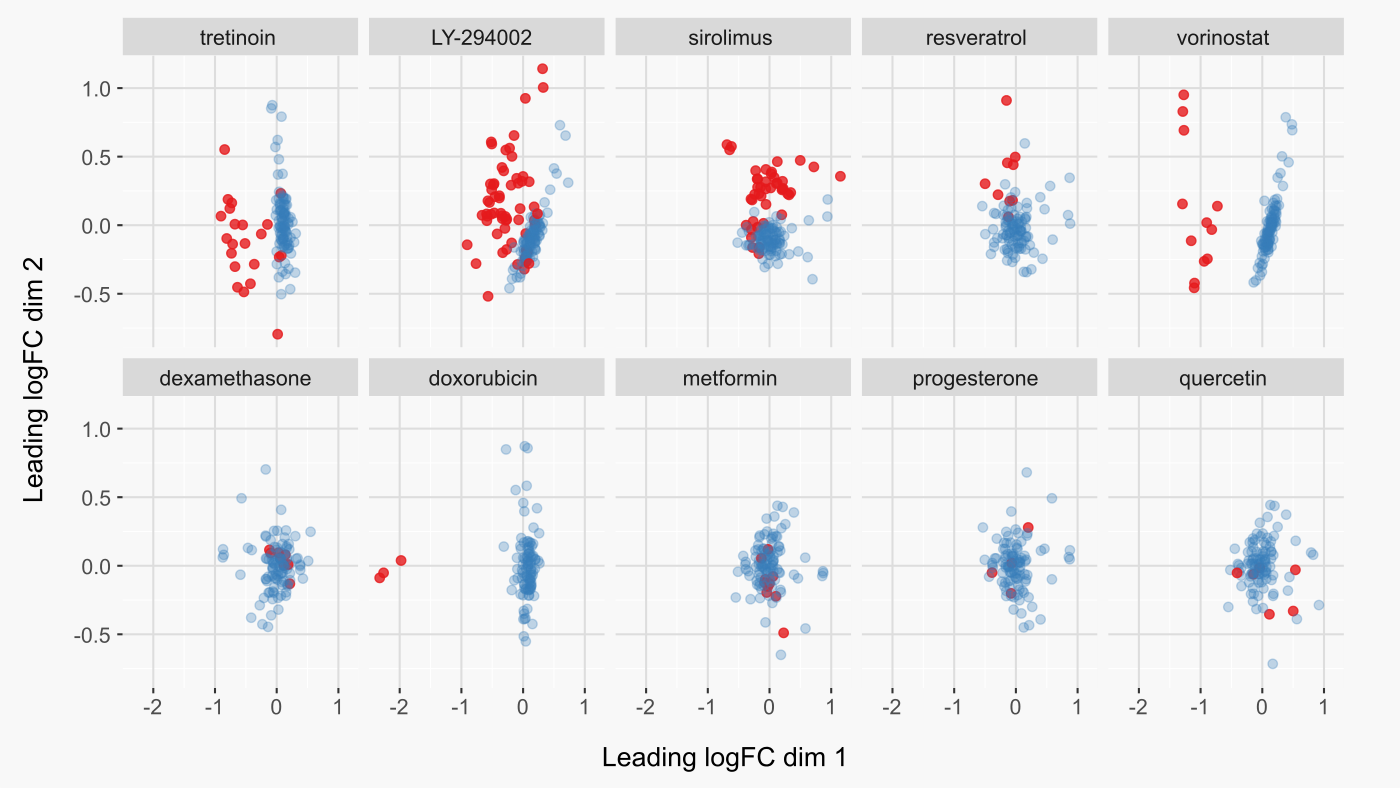 tretinoin LY-294002 sirolimus resveratrol vorinostat
1.0
0.5
0.0
-0.5
dexamethasone doxorubicin metformin progesterone quercetin
1.0
0.5
0.0
-0.5
-2 -1 0 1 -2 -1 0 1 -2 -1 0 1 -2 -1 0 1 -2 -1 0 1
Leading logFC dim 1
Leading logFC dim 2